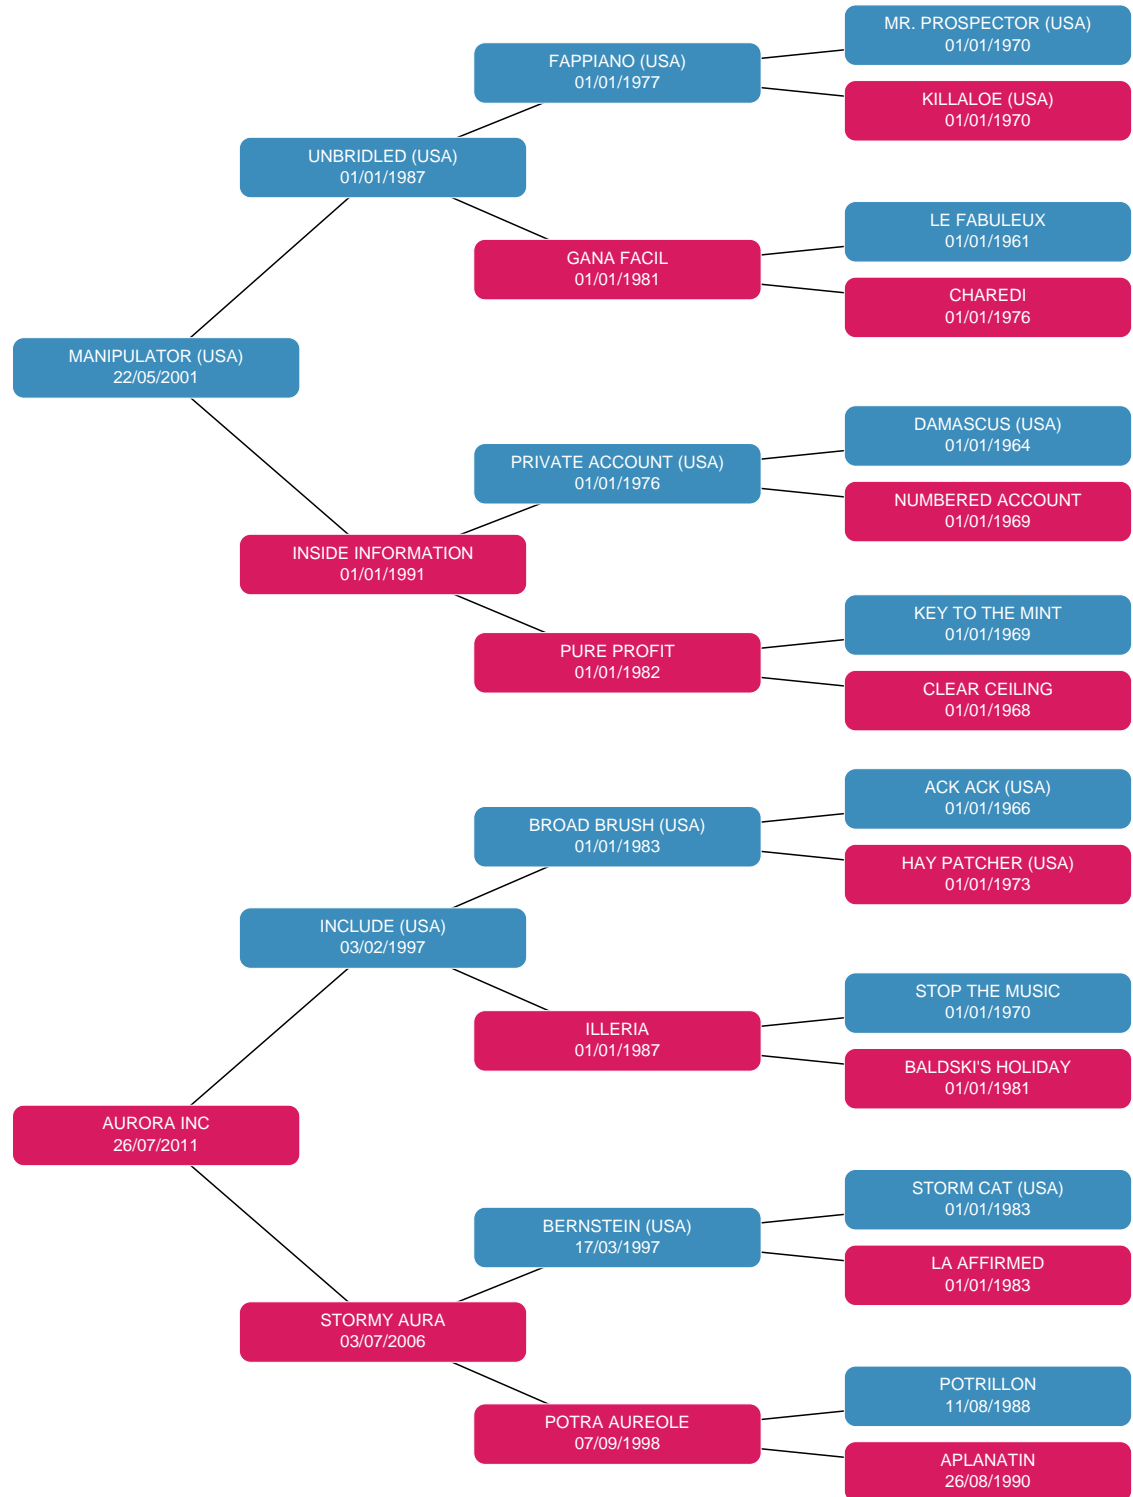 MR. PROSPECTOR (USA)
01/01/1970
FAPPIANO (USA)
01/01/1977
KILLALOE (USA)
01/01/1970
UNBRIDLED (USA)
01/01/1987
LE FABULEUX
01/01/1961
GANA FACIL
01/01/1981
CHAREDI
01/01/1976
MANIPULATOR (USA)
22/05/2001
DAMASCUS (USA)
01/01/1964
PRIVATE ACCOUNT (USA)
01/01/1976
NUMBERED ACCOUNT
01/01/1969
INSIDE INFORMATION
01/01/1991
KEY TO THE MINT
01/01/1969
PURE PROFIT
01/01/1982
CLEAR CEILING
01/01/1968
ACK ACK (USA)
01/01/1966
BROAD BRUSH (USA)
01/01/1983
HAY PATCHER (USA)
01/01/1973
INCLUDE (USA)
03/02/1997
STOP THE MUSIC
01/01/1970
ILLERIA
01/01/1987
BALDSKI'S HOLIDAY
01/01/1981
AURORA INC
26/07/2011
STORM CAT (USA)
01/01/1983
BERNSTEIN (USA)
17/03/1997
LA AFFIRMED
01/01/1983
STORMY AURA
03/07/2006
POTRILLON
11/08/1988
POTRA AUREOLE
07/09/1998
APLANATIN
26/08/1990